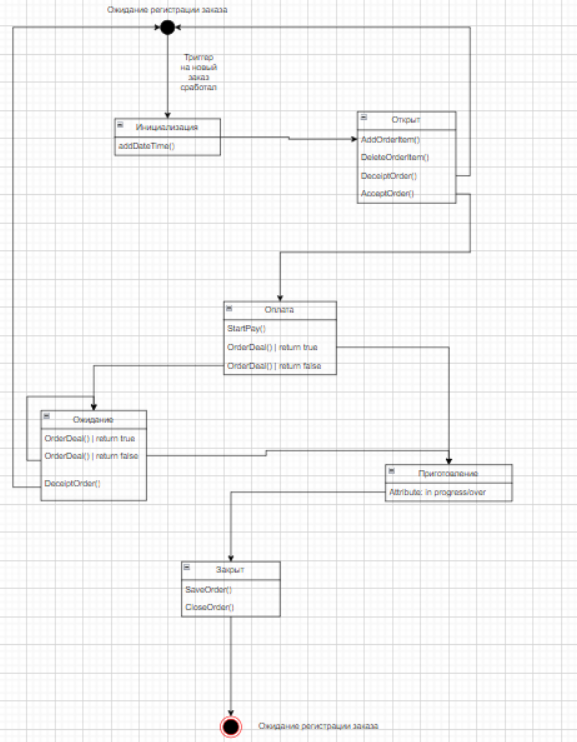 Ожидание регистрации заказа
Триггер
на новый
заказ
сработал
Инициализация
addDateTime()
Открыт
AddOrderItem()
DeleteOrderItem()
DeceiptOrder()
AcceptOrder()
Оплата
StartPay()
OrderDeal() | return true
OrderDeal() | return false
Ожидание
OrderDeal() | return true
OrderDeal() | return false
DeceiptOrder()
Приготовление
Attribute: in progress/over
Закрыт
SaveOrder()
CloseOrder()
Ожидание регистрации заказа